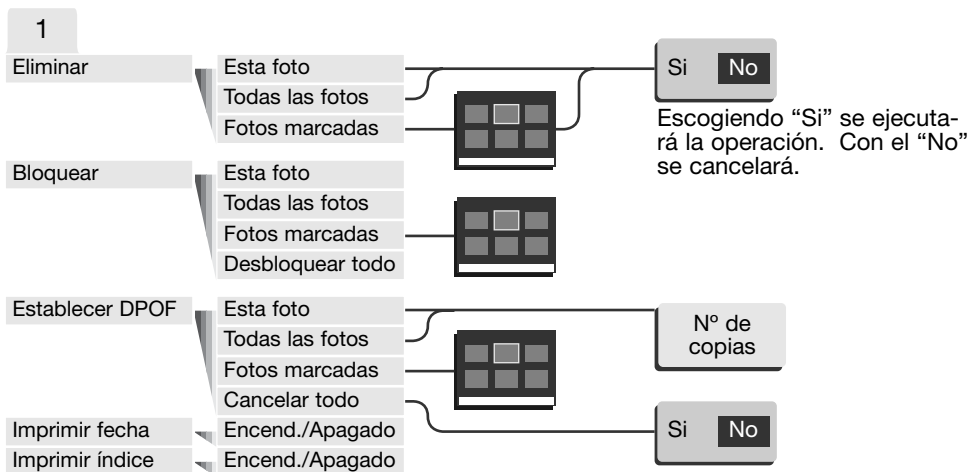 1
Eliminar
Esta foto
Todas las fotos
Fotos marcadas
Si No
Escogiendo “Si” se ejecuta-
rá la operación. Con el “No”
se cancelará.
Bloquear
Esta foto
Todas las fotos
Fotos marcadas
Desbloquear todo
Establecer DPOF
Esta foto
Todas las fotos
Fotos marcadas
Cancelar todo
Nº de
copias
Si No
Imprimir fecha
Encend./Apagado
Imprimir índice
Encend./Apagado